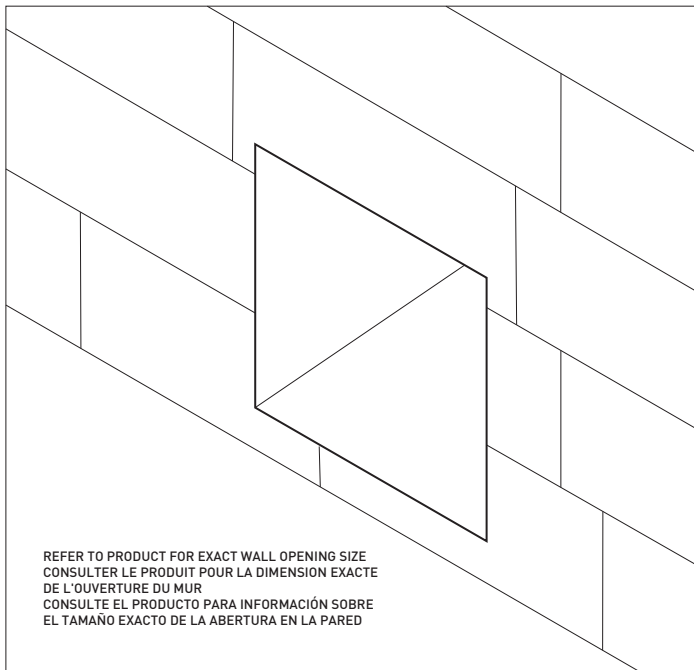 REFER TO PRODUCT FOR EXACT WALL OPENING SIZE
CONSULTER LE PRODUIT POUR LA DIMENSION EXACTE
DE L'OUVERTURE DU MUR
CONSULTE EL PRODUCTO PARA INFORMACIÓN SOBRE
EL TAMAÑO EXACTO DE LA ABERTURA EN LA PARED